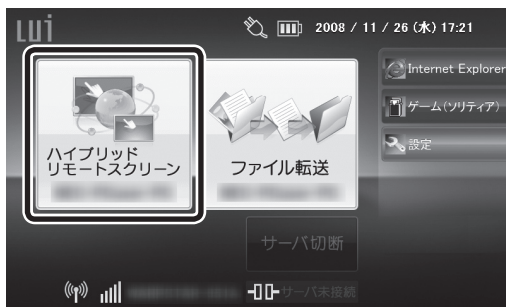 Lui
2008 / 11 / 26 (水) 17:21
ハイブリッド
リモートスクリーン
ファイル転送
Internet Explorer
ゲーム(ソリティア)
設定
サーバ切断
サーバ未接続